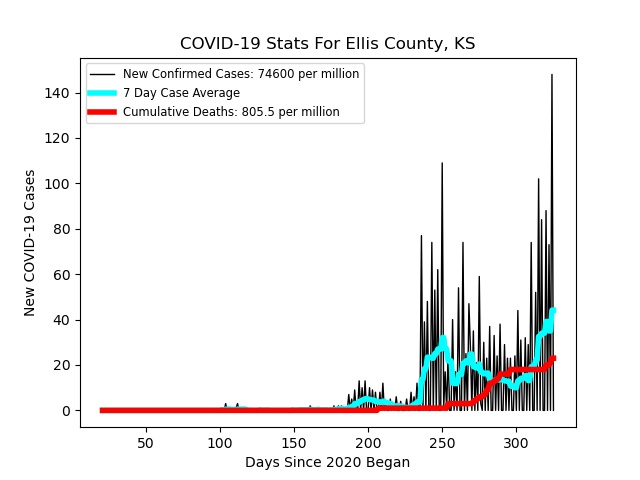 COVID-19 Stats For Ellis County, KS
New Confirmed Cases: 74600 per million
7 Day Case Average
Cumulative Deaths: 805.5 per million
140
120
100
80
60
40
20
0
New COVID-19 Cases
50 100 150 200 250 300
Days Since 2020 Began